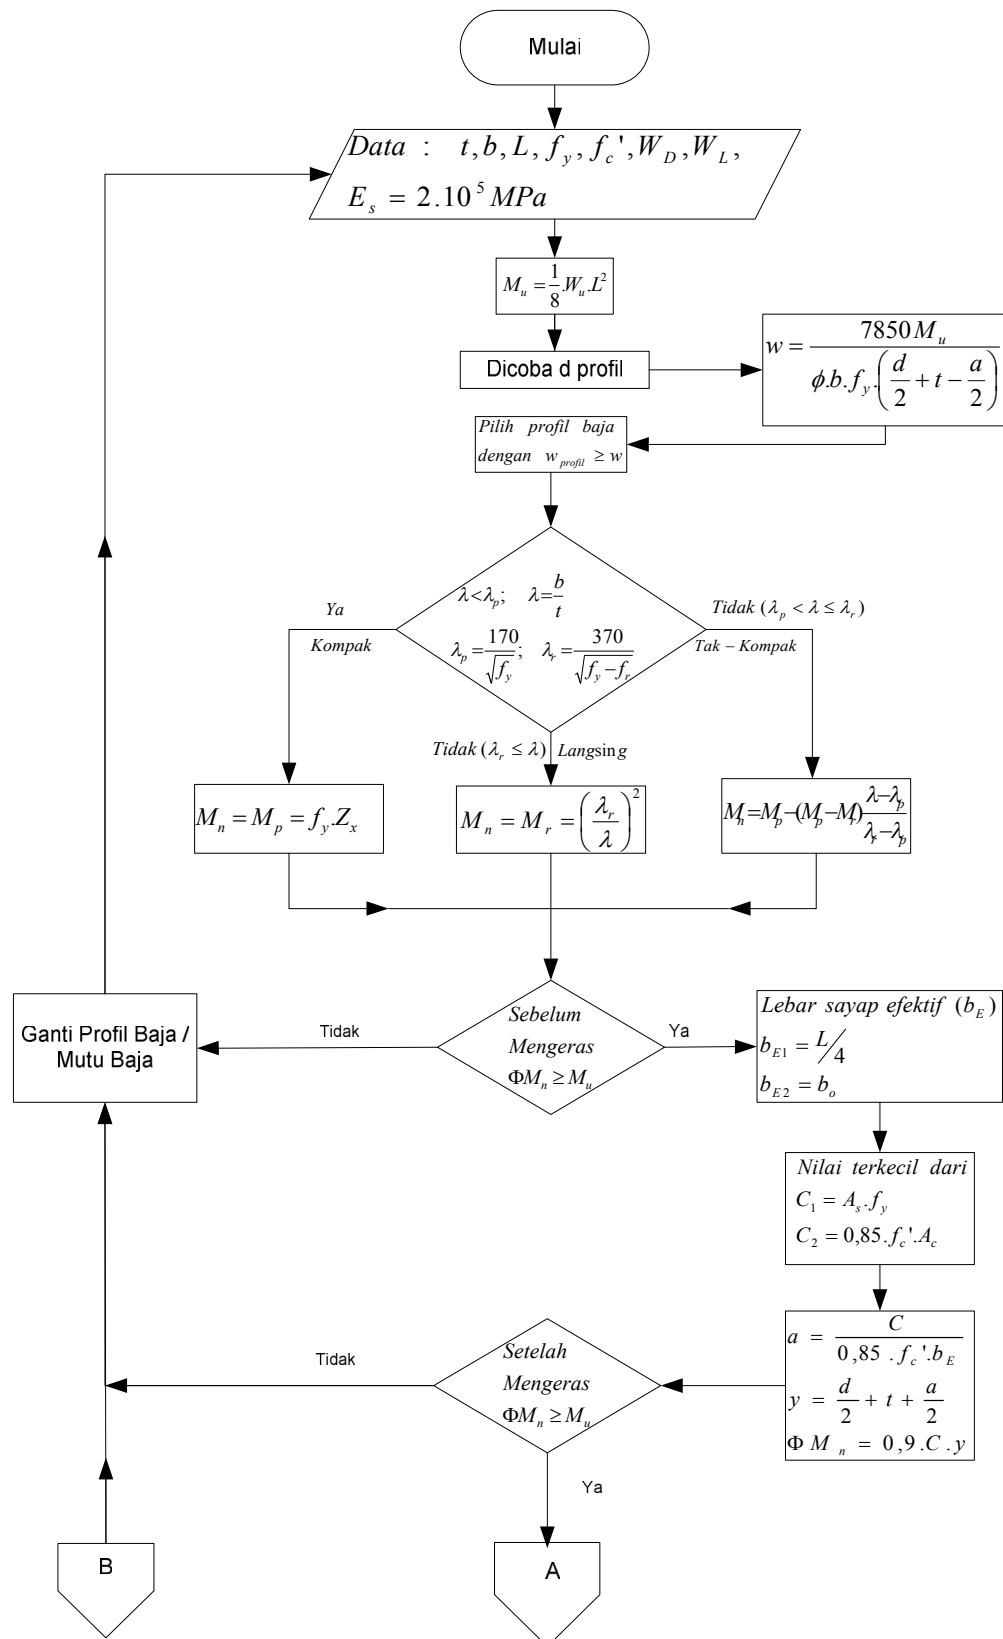 Mulai
Data : t, b, L, f_y, f_c', W_D, W_L,
E_s = 2.10^5 MPa
M_u = 1/8 .W_u.L^2
Dicoba d profil
w = 7850 M_u / φ.b.f_y.(d/2 + t − a/2)
Pilih profil baja
dengan w_profil ≥ w
λ<λ_p; λ=b/t
λ_p = 170/√f_y; λ_r = 370/√(f_y − f_r)
Ya
Kompak
Tidak (λ_p < λ ≤ λ_r)
Tak − Kompak
Tidak (λ_r ≤ λ) Langsing
M_n = M_p = f_y.Z_x
M_n = M_r = (λ_r/λ)^2
M_n=M_p−(M_p−M_r) (λ−λ_p)/(λ_r−λ_p)
Ganti Profil Baja /
Mutu Baja
Tidak
Sebelum
Mengeras
ΦM_n ≥ M_u
Ya
Lebar sayap efektif (b_E)
b_E1 = L/4
b_E2 = b_o
Nilai terkecil dari
C_1 = A_s.f_y
C_2 = 0,85.f_c'.A_c
a = C / 0,85 .f_c'.b_E
y = d/2 + t + a/2
Φ M_n = 0,9.C.y
Tidak
Setelah
Mengeras
ΦM_n ≥ M_u
Ya
B
A